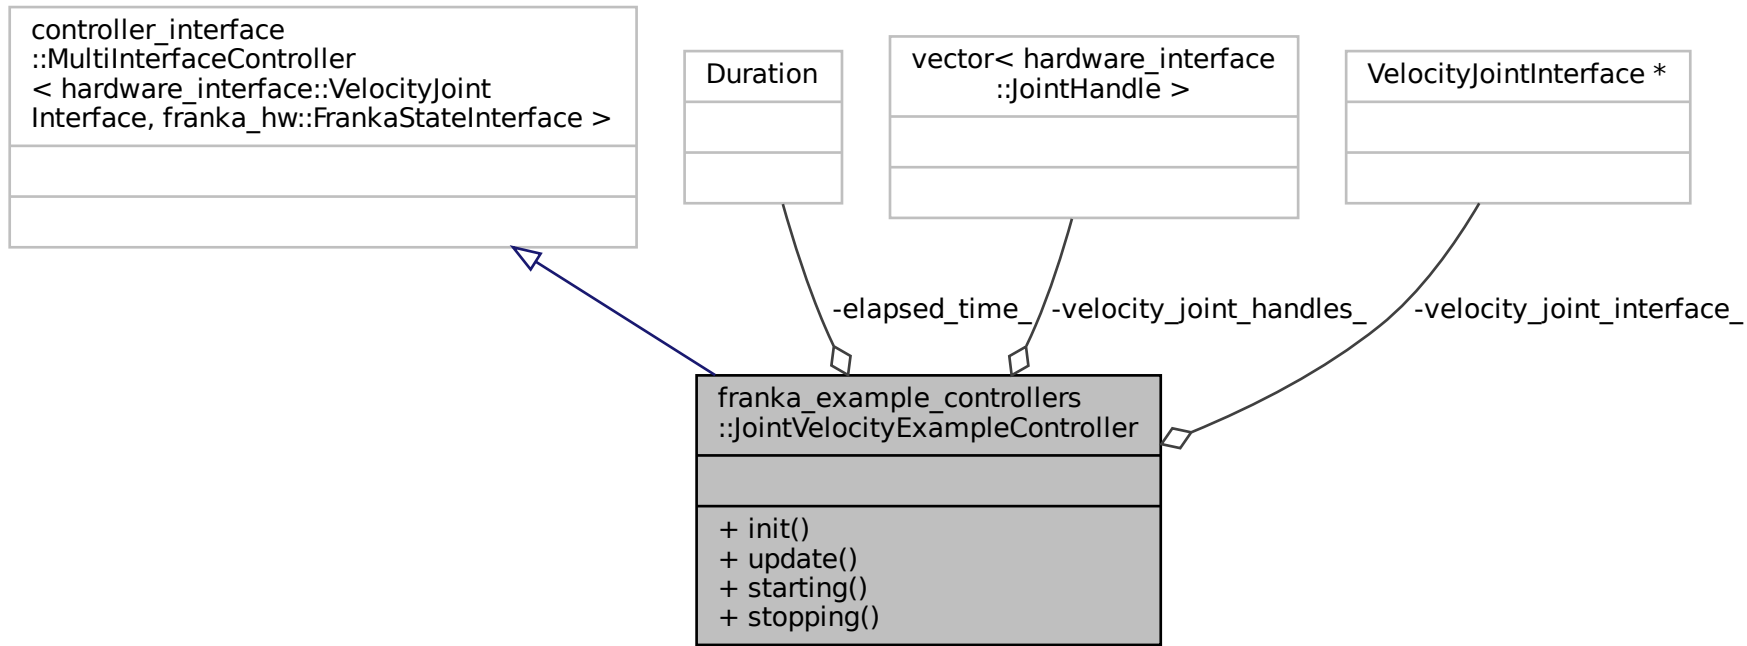 controller_interface
::MultiInterfaceController
< hardware_interface::VelocityJoint
Interface, franka_hw::FrankaStateInterface >
Duration
vector< hardware_interface
::JointHandle >
VelocityJointInterface *
-elapsed_time_
-velocity_joint_handles_
-velocity_joint_interface_
franka_example_controllers
::JointVelocityExampleController
+ init()
+ update()
+ starting()
+ stopping()